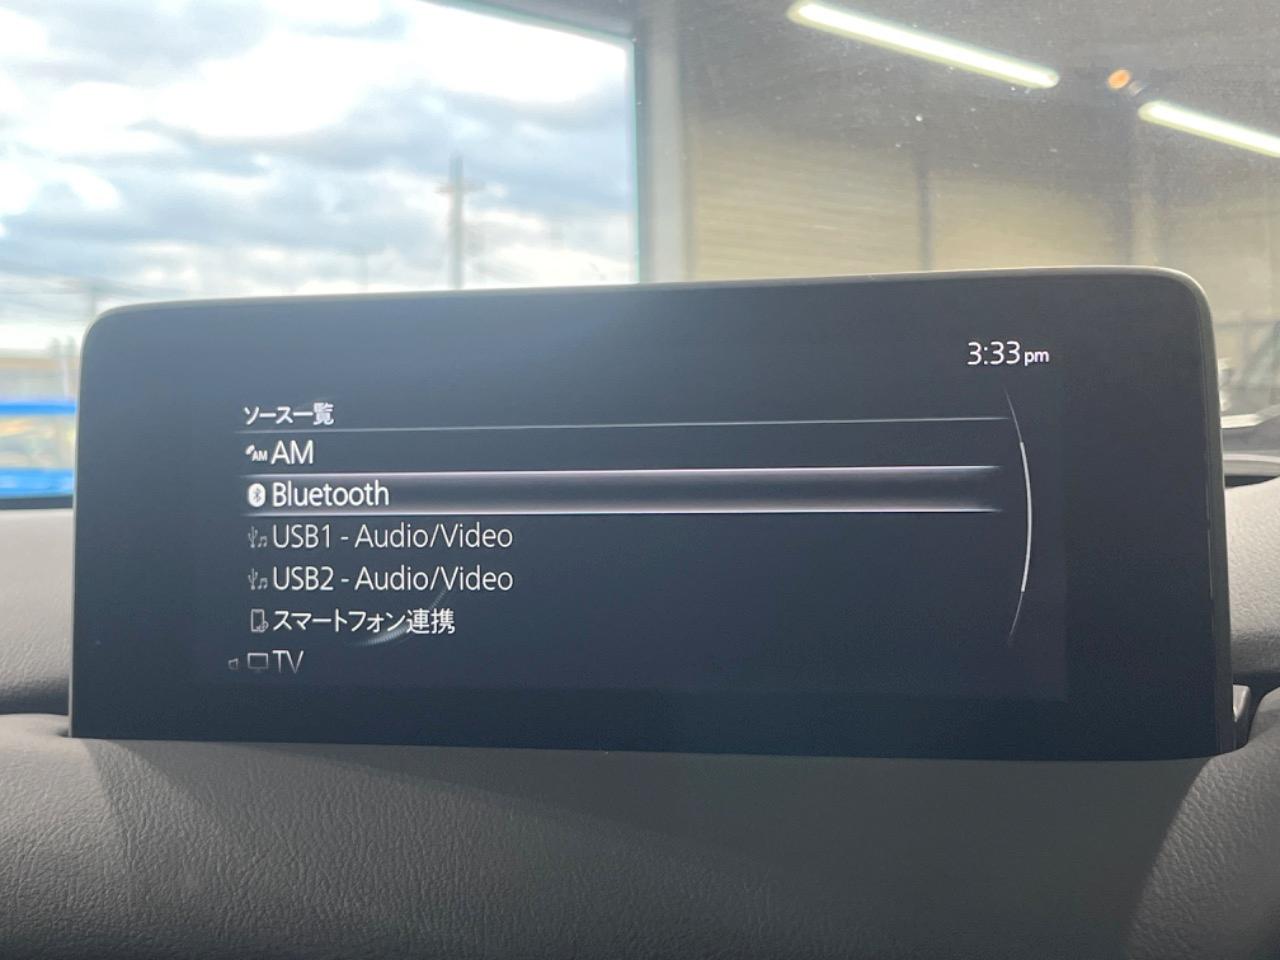 3:33pm
ソース一覧
AM AM
Bluetooth
USB1 - Audio/Video
USB2 - Audio/Video
スマートフォン連携
TV